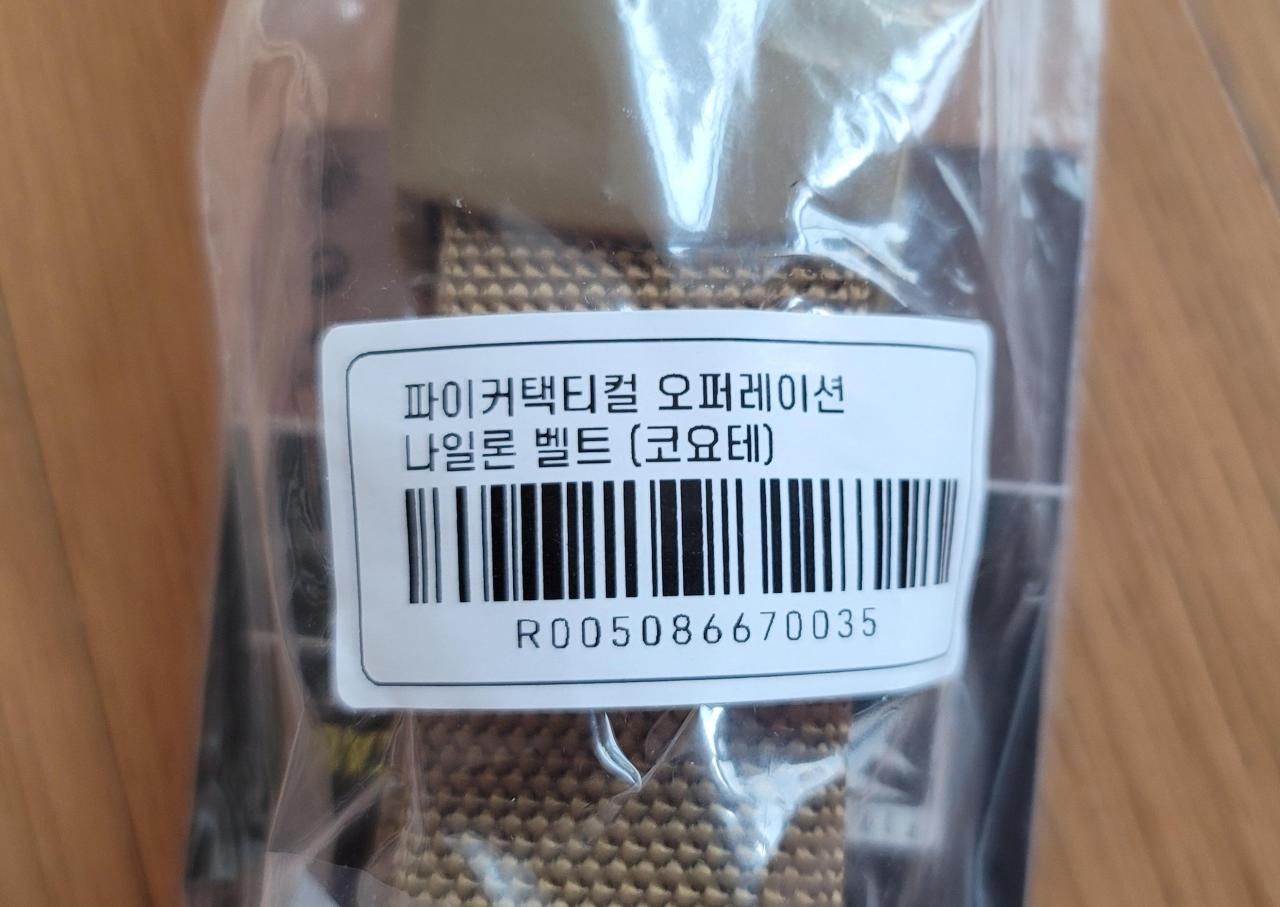 파이커택티컬 오퍼레이션
나일론 벨트 (코요테)
R005086670035